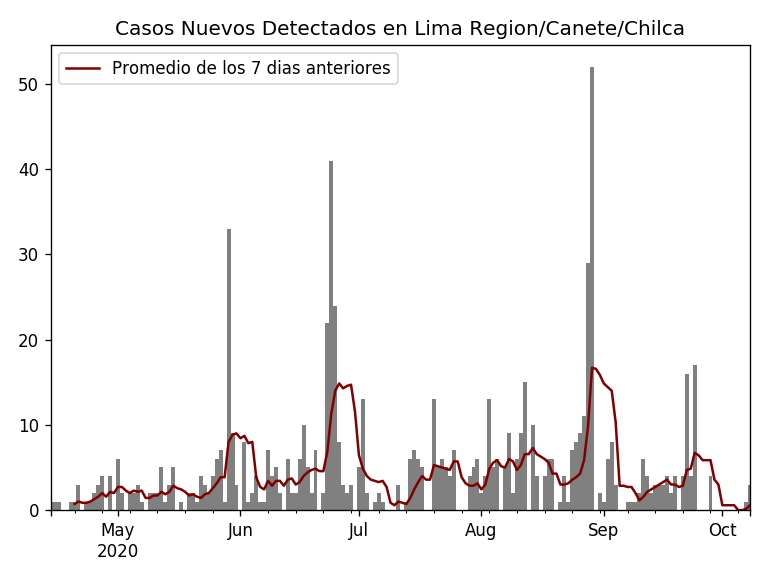 Casos Nuevos Detectados en Lima Region/Canete/Chilca
Promedio de los 7 dias anteriores
50
40
30
20
10
0
May Jun Jul Aug Sep Oct
2020